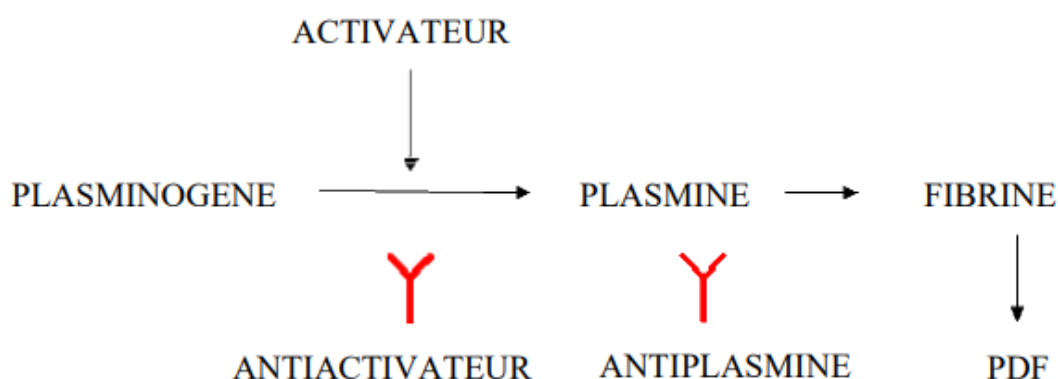 ACTIVATEUR
PLASMINOGENE PLASMINE FIBRINE
ANTIACTIVATEUR ANTIPLASMINE PDF